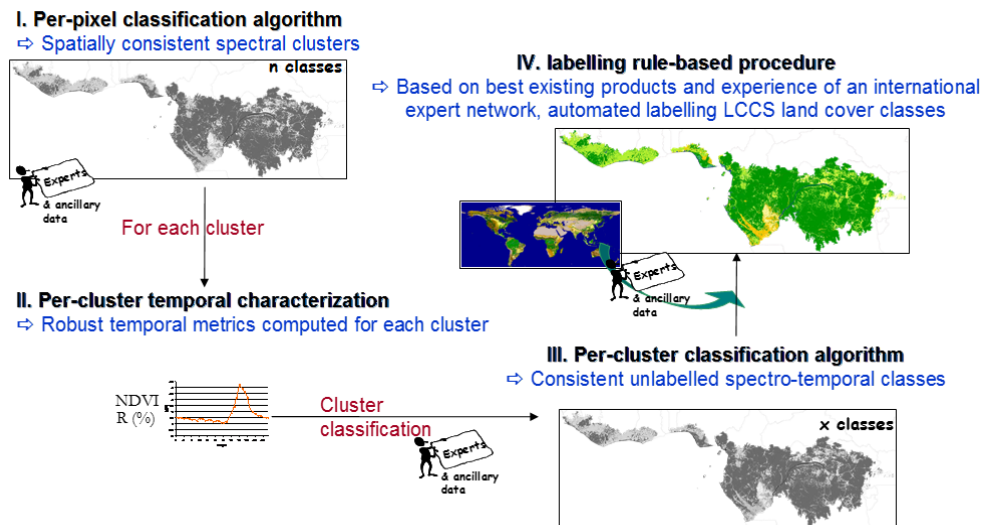 I. Per-pixel classification algorithm
⇨ Spatially consistent spectral clusters
n classes
Experts
& ancillary
data
For each cluster
II. Per-cluster temporal characterization
⇨ Robust temporal metrics computed for each cluster
NDVI
R (%)
Cluster
classification
Experts
& ancillary
data
III. Per-cluster classification algorithm
⇨ Consistent unlabelled spectro-temporal classes
x classes
IV. labelling rule-based procedure
⇨ Based on best existing products and experience of an international
expert network, automated labelling LCCS land cover classes
Experts
& ancillary
data